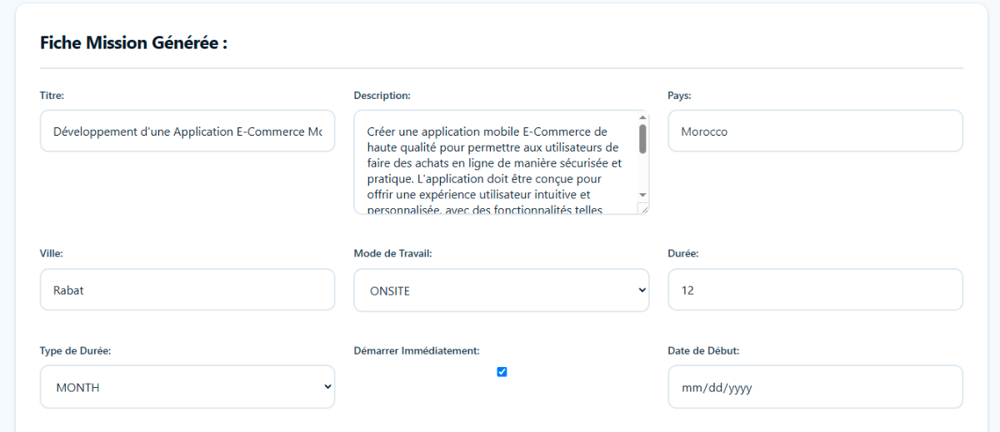 Fiche Mission Générée :
Titre:
Développement d'une Application E-Commerce
Description:
Créer une application mobile E-Commerce de
haute qualité pour permettre aux utilisateurs de
faire des achats en ligne de manière sécurisée et
pratique. L'application doit être conçue pour
offrir une expérience utilisateur intuitive et
personnalisée, avec des fonctionnalités telles
Pays:
Morocco
Ville:
Rabat
Mode de Travail:
ONSITE
Durée:
12
Type de Durée:
MONTH
Démarrer Immédiatement:
Date de Début:
mm/dd/yyyy